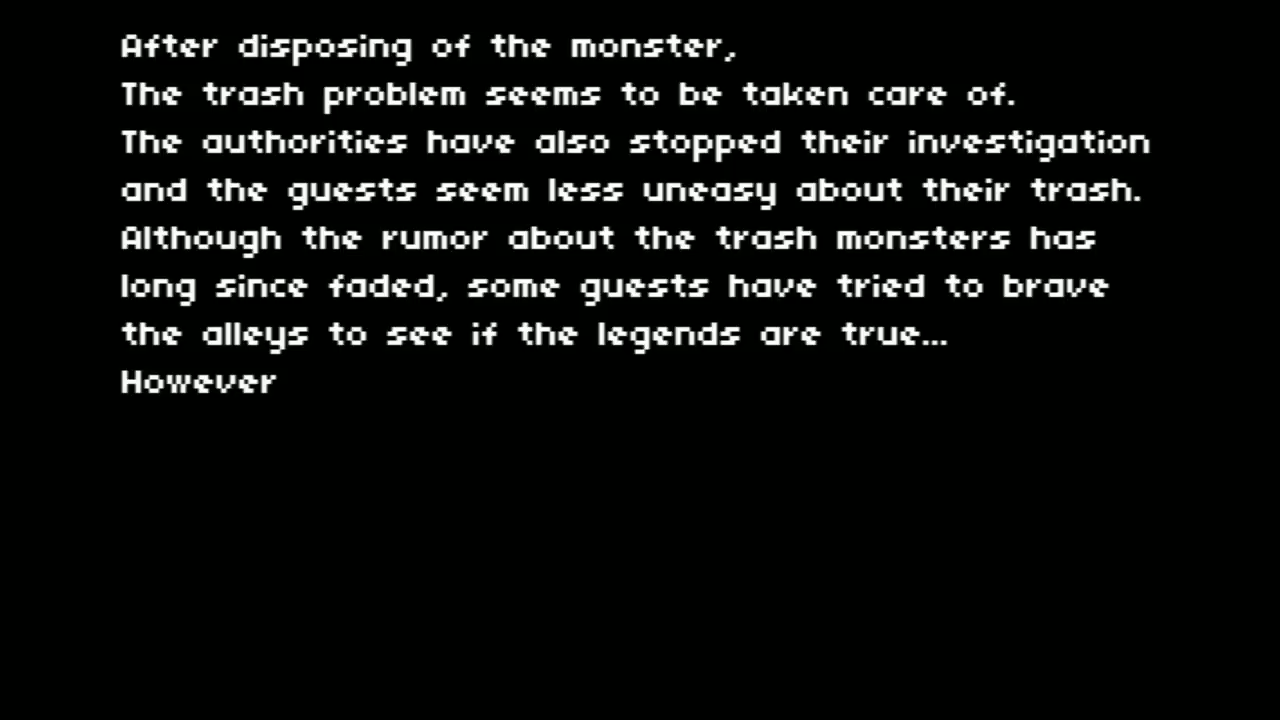 After disposing of the monster,
The trash problem seems to be taken care of.
The authorities have also stopped their investigation
and the guests seem less uneasy about their trash.
Although the rumor about the trash monsters has
long since faded, some guests have tried to brave
the alleys to see if the legends are true...
However